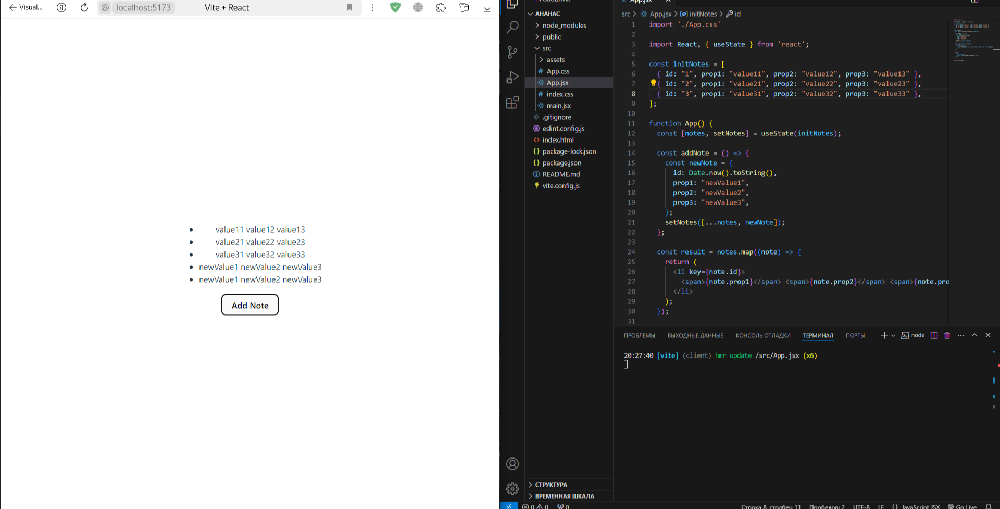 Visual...
localhost:5173
Vite + React
value11 value12 value13
value21 value22 value23
value31 value32 value33
newValue1 newValue2 newValue3
newValue1 newValue2 newValue3
Add Note
АНАНАС
node_modules
public
src
assets
# App.css
App.jsx
# index.css
main.jsx
.gitignore
eslint.config.js
<> index.html
{} package-lock.json
{} package.json
README.md
vite.config.js
СТРУКТУРА
ВРЕМЕННАЯ ШКАЛА
App.jsx
src > App.jsx > initNotes > id
1 import './App.css'
2
3 import React, { useState } from 'react';
4
5 const initNotes = [
6 { id: "1", prop1: "value11", prop2: "value12", prop3: "value13" },
7 { id: "2", prop1: "value21", prop2: "value22", prop3: "value23" },
8 { id: "3", prop1: "value31", prop2: "value32", prop3: "value33" },
9 ];
10
11 function App() {
12 const [notes, setNotes] = useState(initNotes);
13
14 const addNote = () => {
15 const newNote = {
16 id: Date.now().toString(),
17 prop1: "newValue1",
18 prop2: "newValue2",
19 prop3: "newValue3",
20 };
21 setNotes([...notes, newNote]);
22 };
23
24 const result = notes.map((note) => {
25 return (
26 <li key={note.id}>
27 <span>{note.prop1}</span> <span>{note.prop2}</span> <span>{note.pro
28 </li>
29 );
30 });
31
ПРОБЛЕМЫ ВЫХОДНЫЕ ДАННЫЕ КОНСОЛЬ ОТЛАДКИ ТЕРМИНАЛ ПОРТЫ
node
20:27:40 [vite] (client) hmr update /src/App.jsx (x6)
0 0 0
Строка 8, столбец 11 Пробелов: 2 UTF-8 LF {} JavaScript JSX Go Live